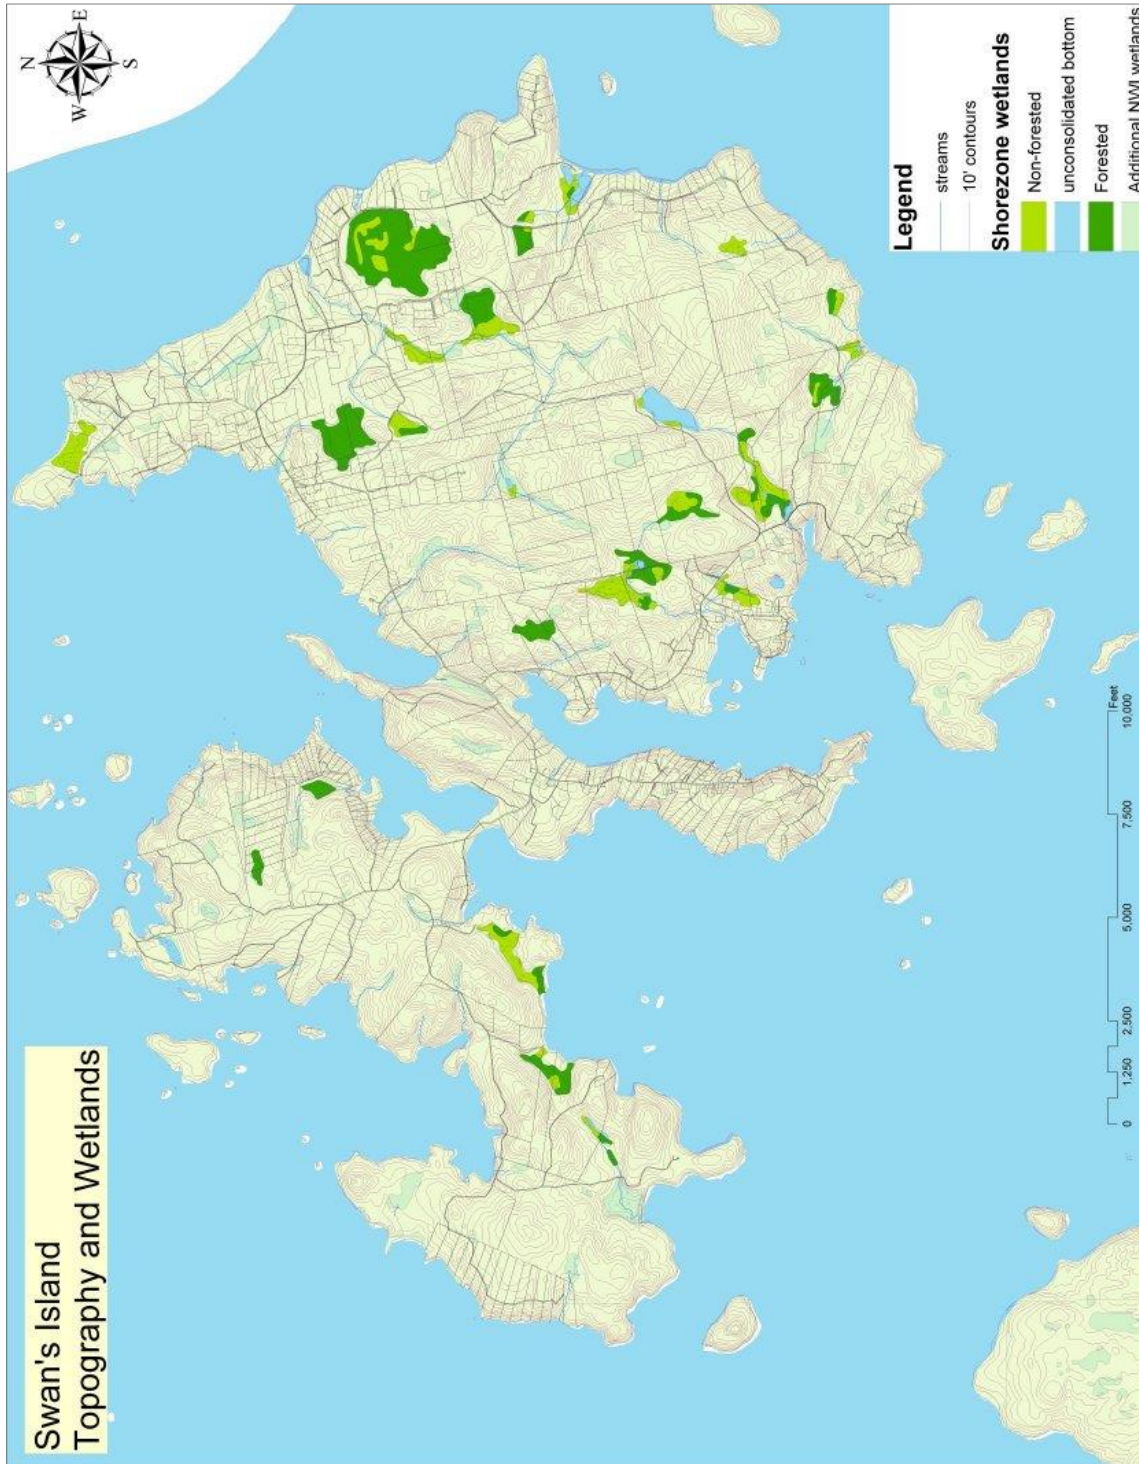 Swan's Island
Topography and Wetlands
N
E
S
W
Legend
streams
10' contours
Shorezone wetlands
Non-forested
unconsolidated bottom
Forested
Additional NWI wetlands
0
1,250
2,500
5,000
7,500
10,000
Feet